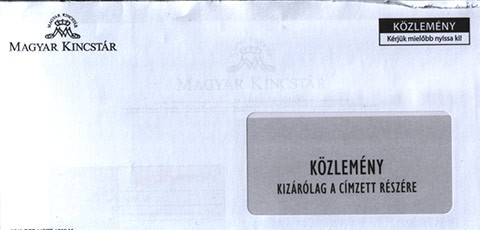 MAGYAR KINCSTÁR
KÖZLEMÉNY
Kérjük mielőbb nyissa ki!
MAGYAR KINCSTÁR
KÖZLEMÉNY
KIZÁRÓLAG A CÍMZETT RÉSZÉRE